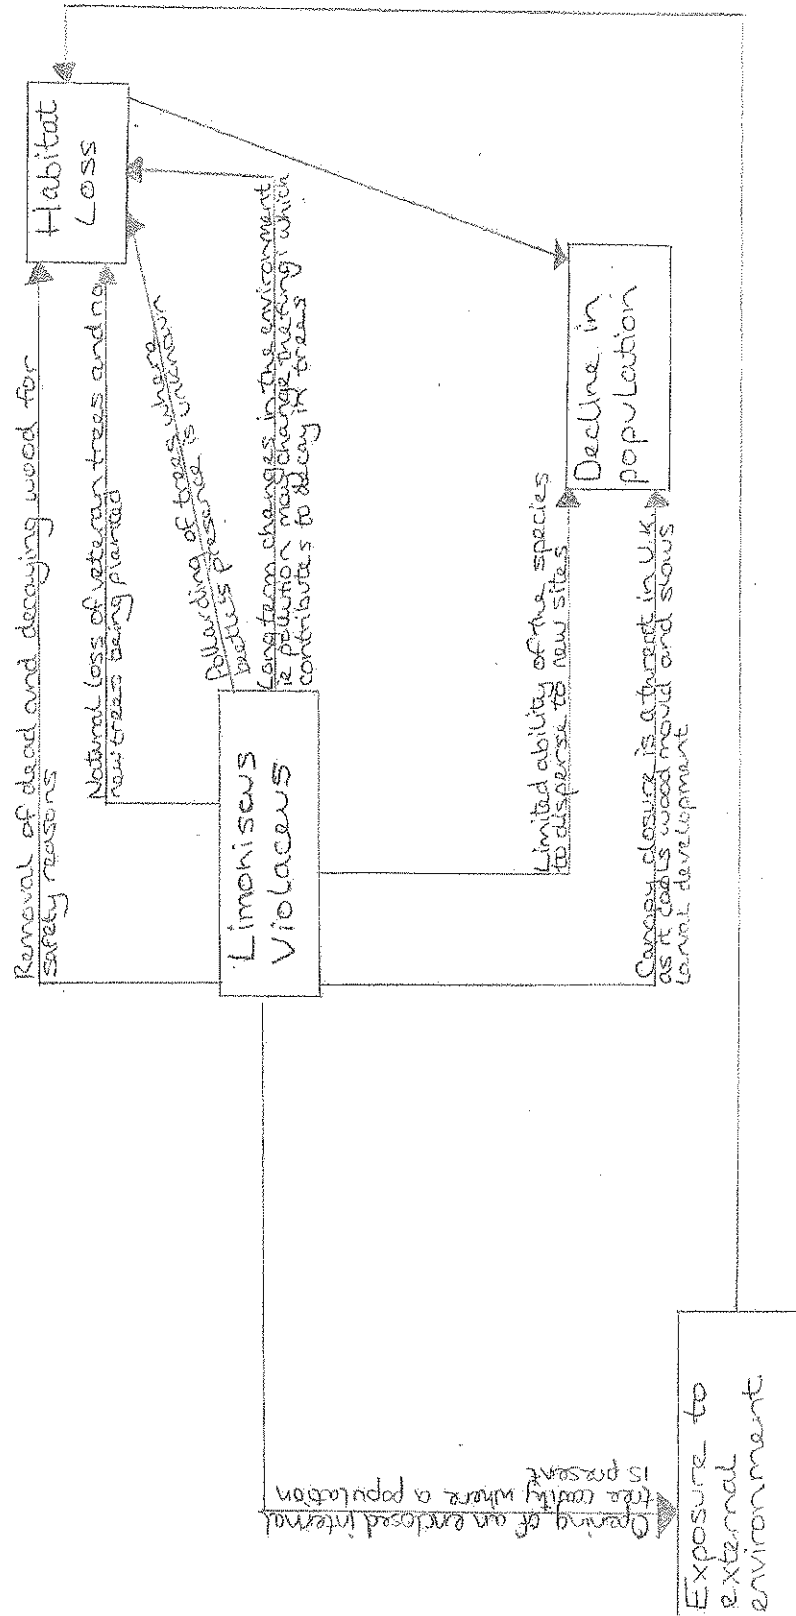 Removal of dead and decaying wood for
safety reasons
Habitat
Loss
Natural loss of veteran trees and no
new trees being planted
Pollarding of trees where
beetles presence is unknown
Long term changes in the environment
ie pollution may change the fungi which
contributes to decay in trees
Limoniscus
Violaceus
Limited ability of the species
to disperse to new sites
Decline in
population
Canopy closure is a threat in U.K
as it cools wood mould and slows
larval development
Opening of an enclosed internal
tree cavity where a population
is present
Exposure to
external
environment.